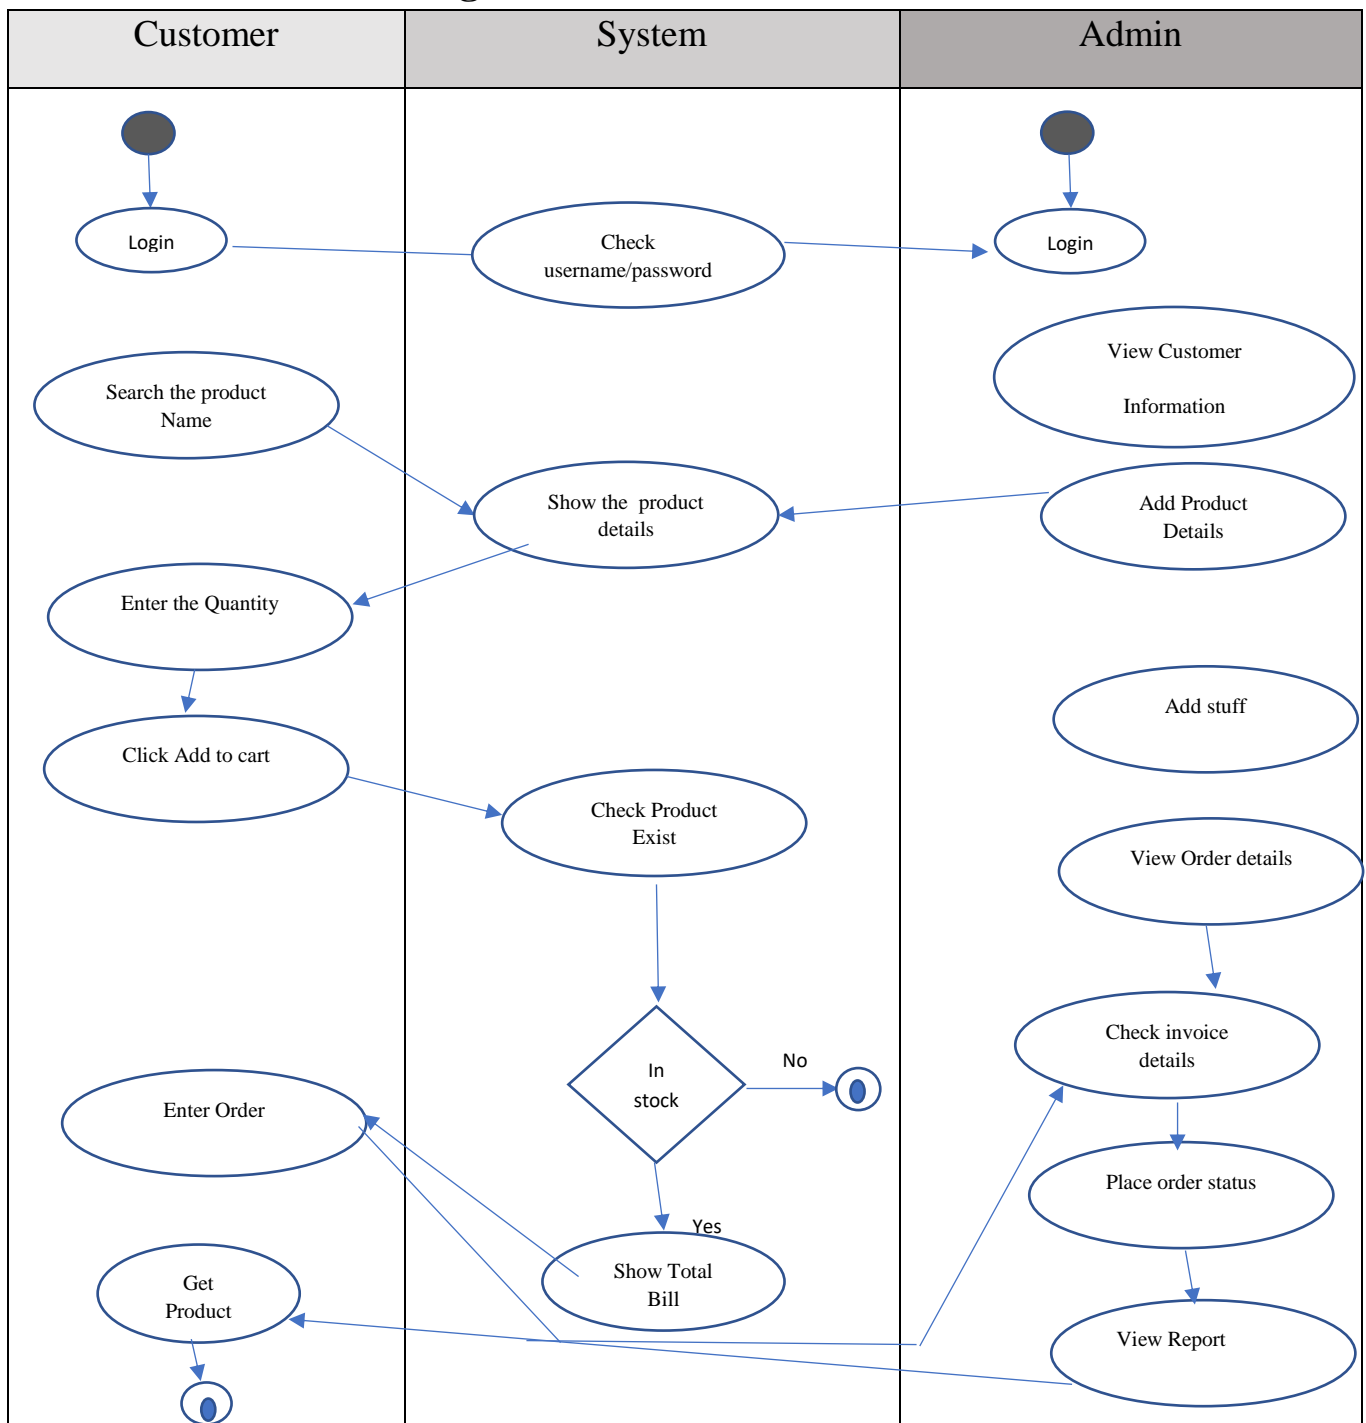 Customer
System
Admin
Login
Check
username/password
Login
View Customer
Information
Search the product
Name
Show the product
details
Add Product
Details
Enter the Quantity
Add stuff
Click Add to cart
Check Product
Exist
View Order details
In
stock
No
Check invoice
details
Enter Order
Place order status
Yes
Show Total
Bill
Get
Product
View Report